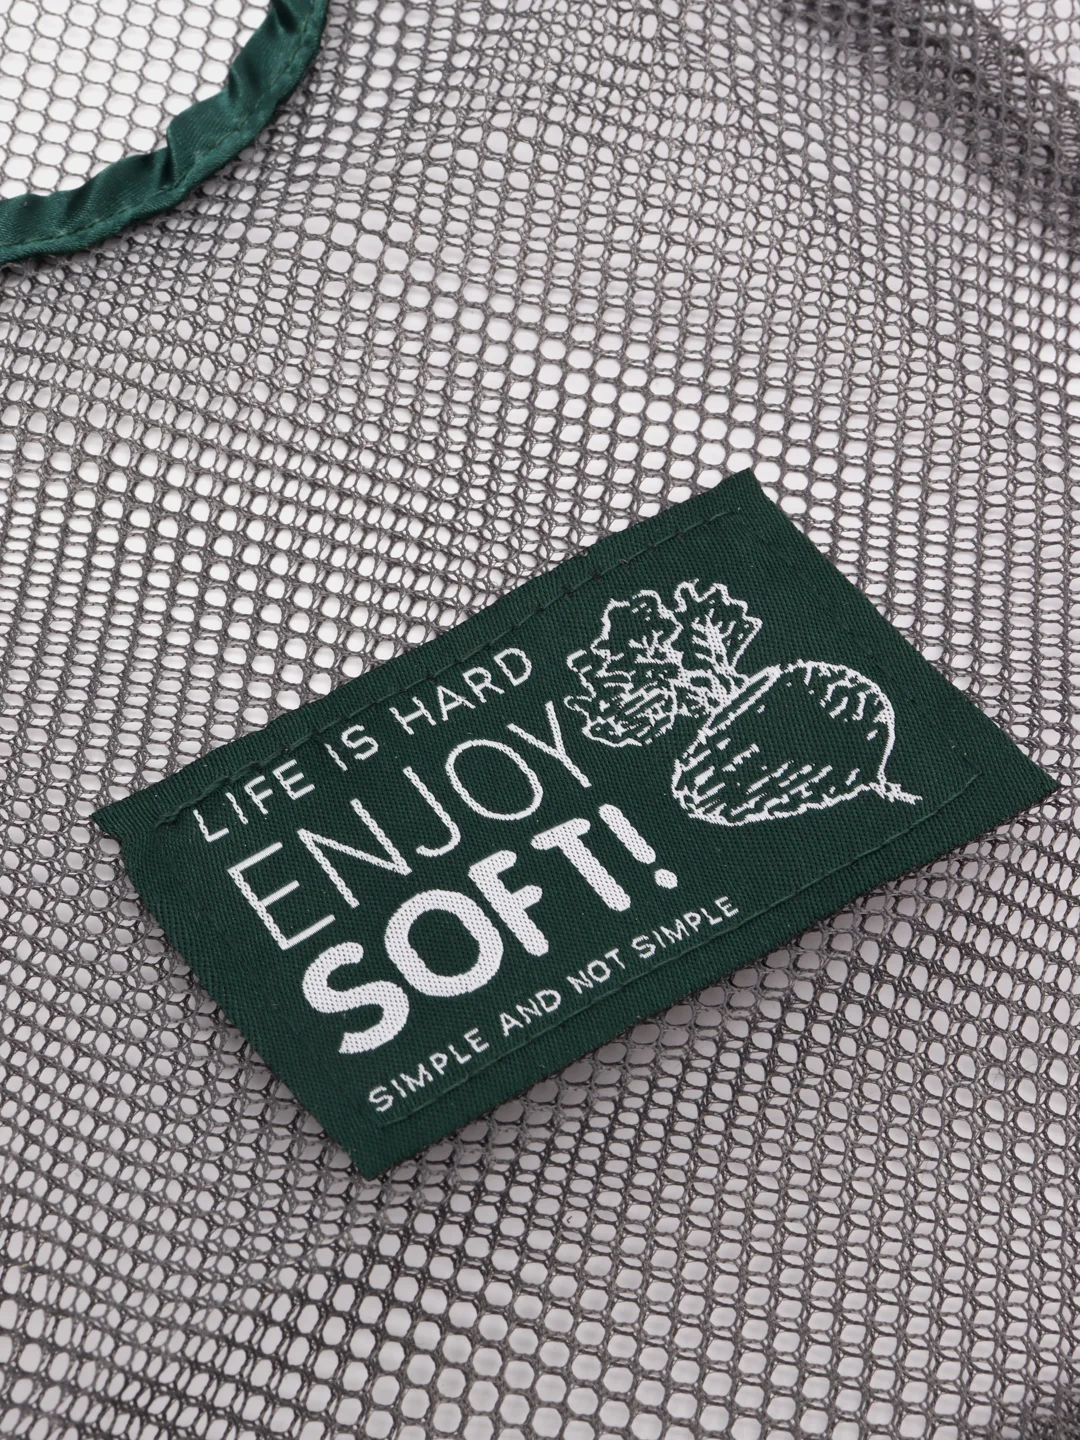 LIFE IS HARD
ENJOY
SOFT!
SIMPLE AND NOT SIMPLE